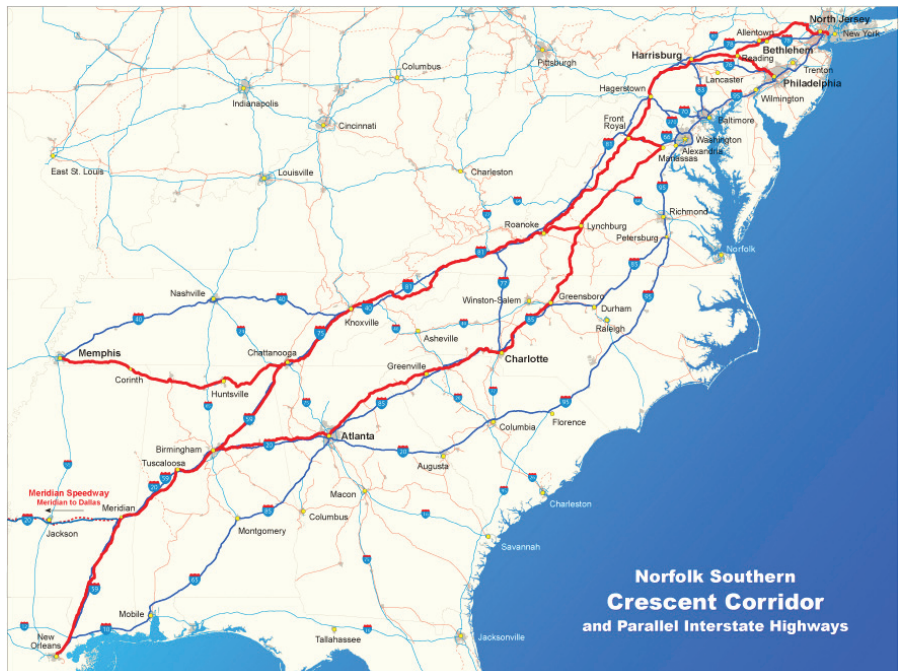 North Jersey
New York
Allentown
Bethlehem
Reading
Trenton
Harrisburg
Lancaster
Philadelphia
Wilmington
Pittsburgh
Columbus
Indianapolis
Hagerstown
Baltimore
Cincinnati
Front
Royal
Washington
Alexandria
Manassas
East St. Louis
Louisville
Charleston
Richmond
Roanoke
Lynchburg
Petersburg
Norfolk
Nashville
Winston-Salem
Greensboro
Durham
Raleigh
Knoxville
Asheville
Memphis
Chattanooga
Charlotte
Corinth
Huntsville
Greenville
Columbia
Florence
Atlanta
Birmingham
Augusta
Tuscaloosa
Meridian Speedway
Meridian to Dallas
Macon
Charleston
Meridian
Jackson
Montgomery
Columbus
Savannah
Mobile
Tallahassee
Jacksonville
New
Orleans
Norfolk Southern
Crescent Corridor
and Parallel Interstate Highways